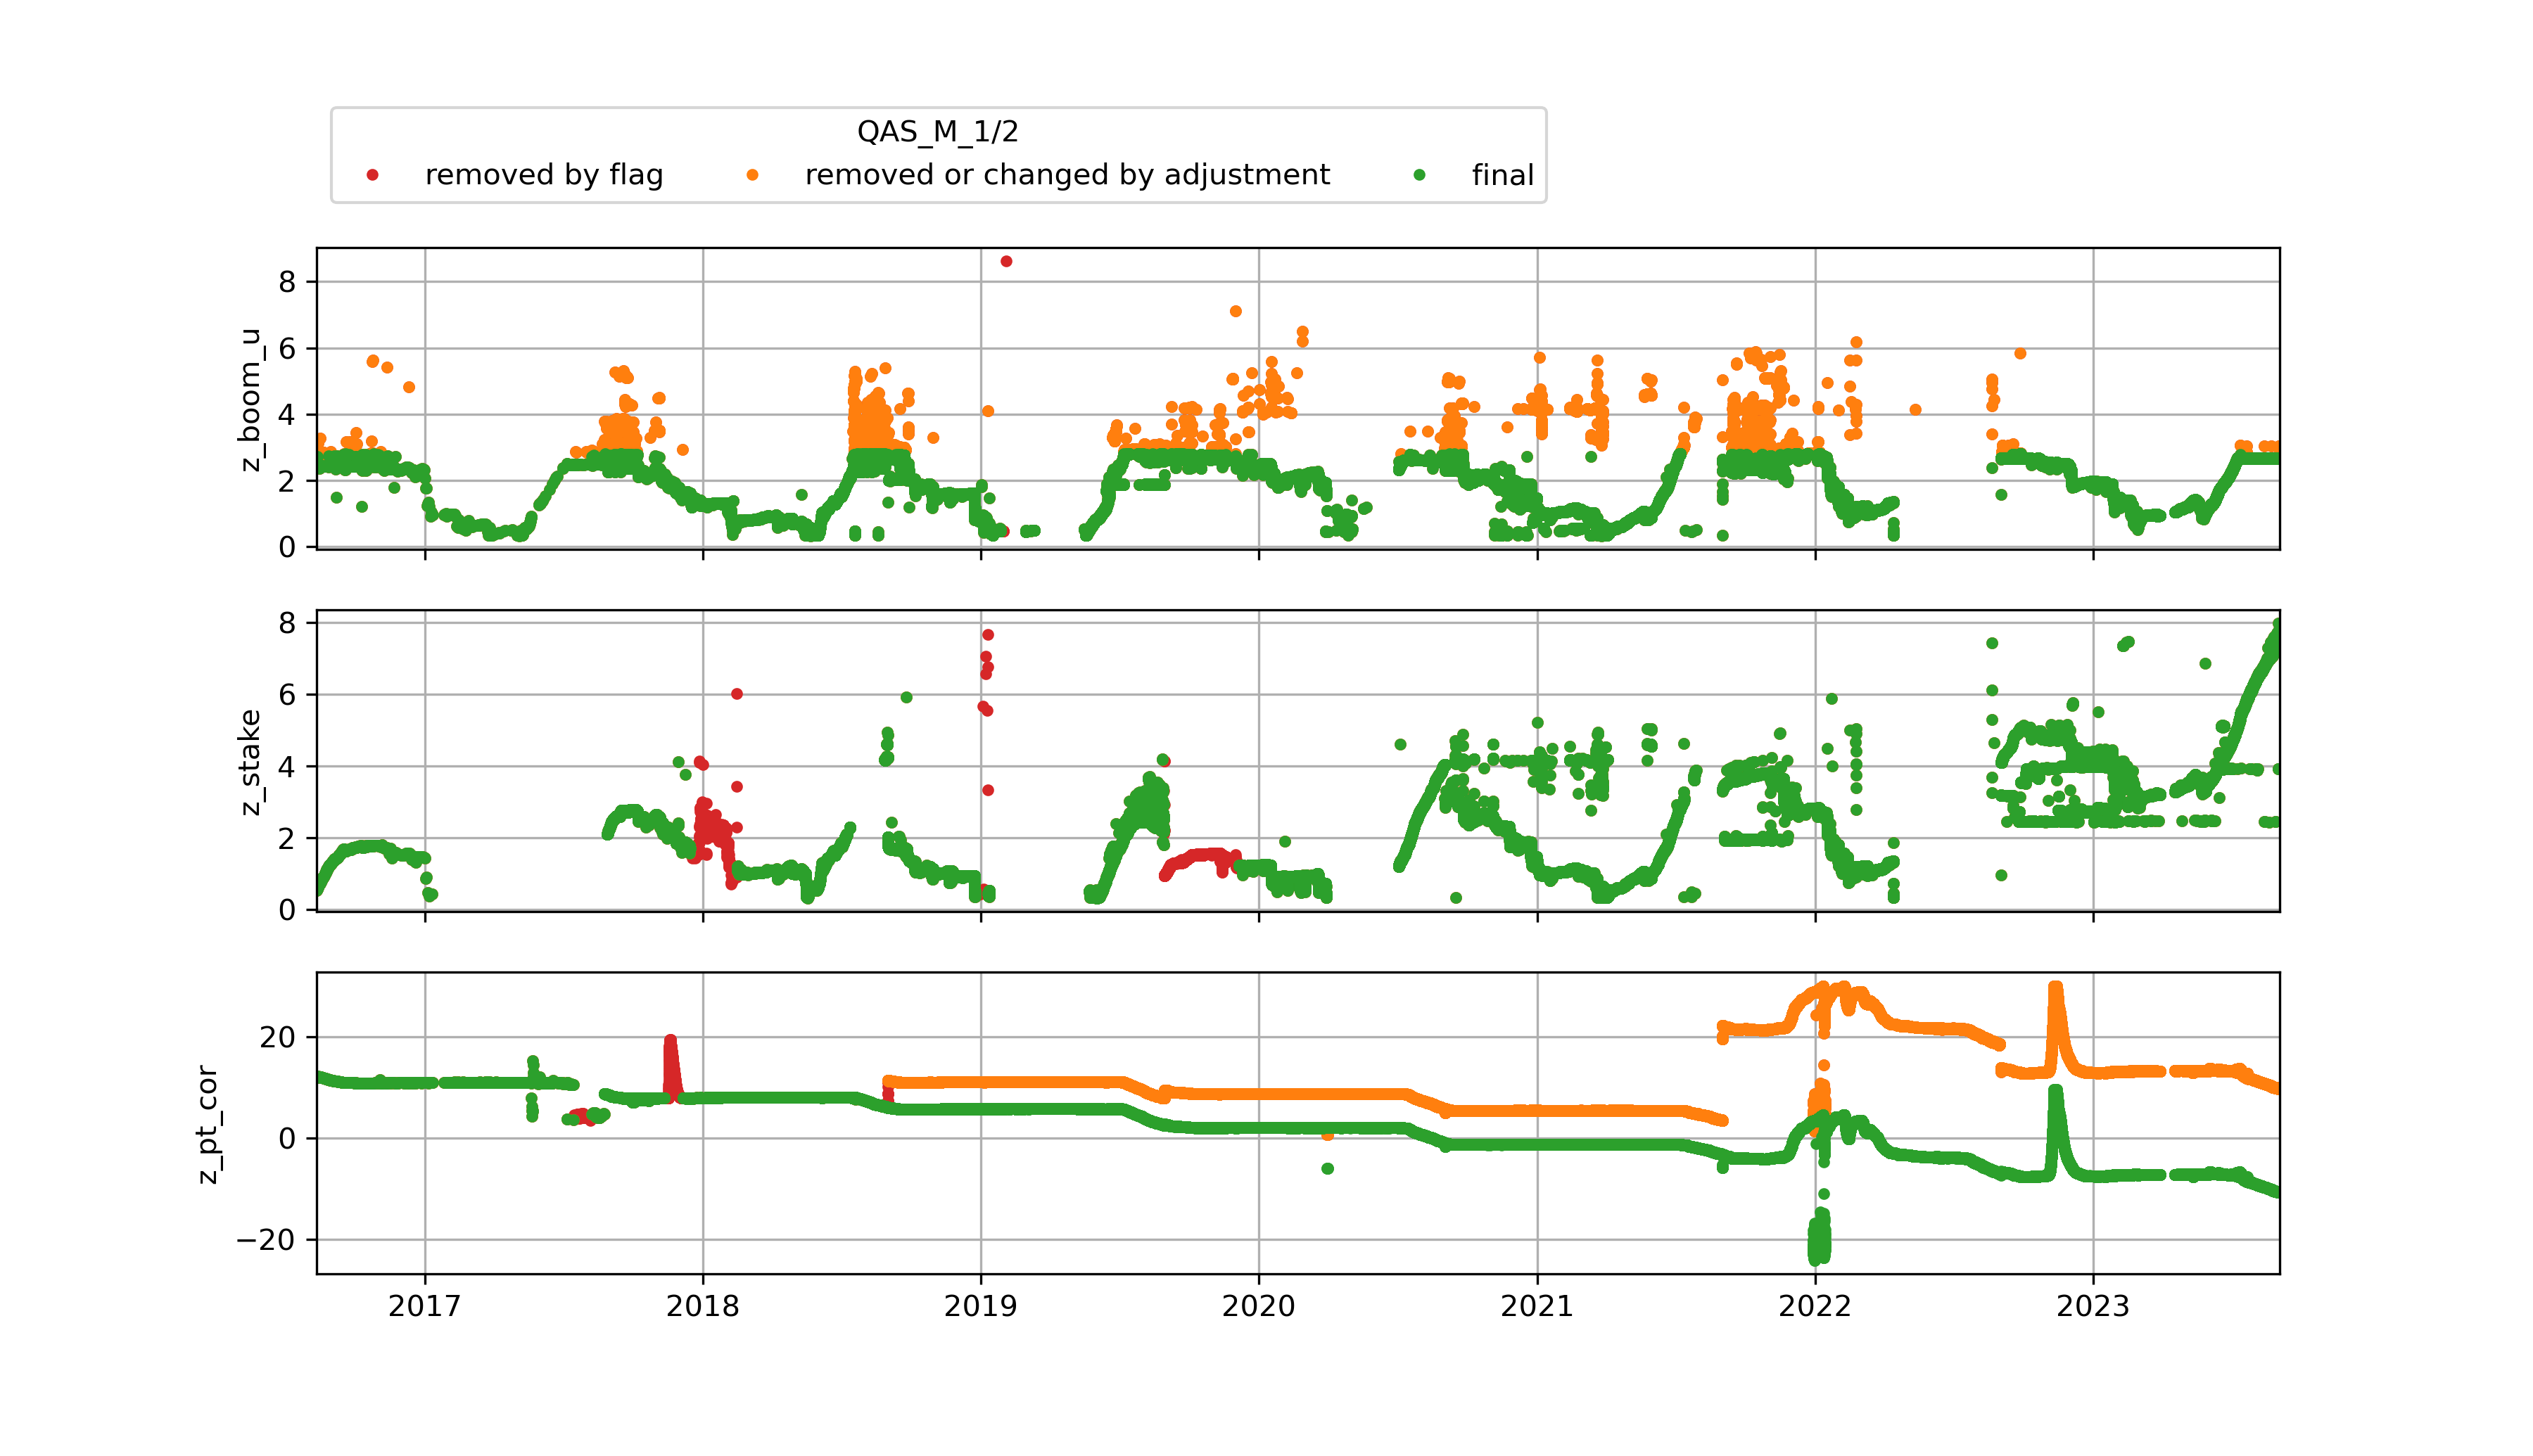 QAS_M_1/2
removed by flag removed or changed by adjustment final
8
6
4
2
0
z_boom_u
8
6
4
2
0
z_stake
20
0
−20
z_pt_cor
2017 2018 2019 2020 2021 2022 2023